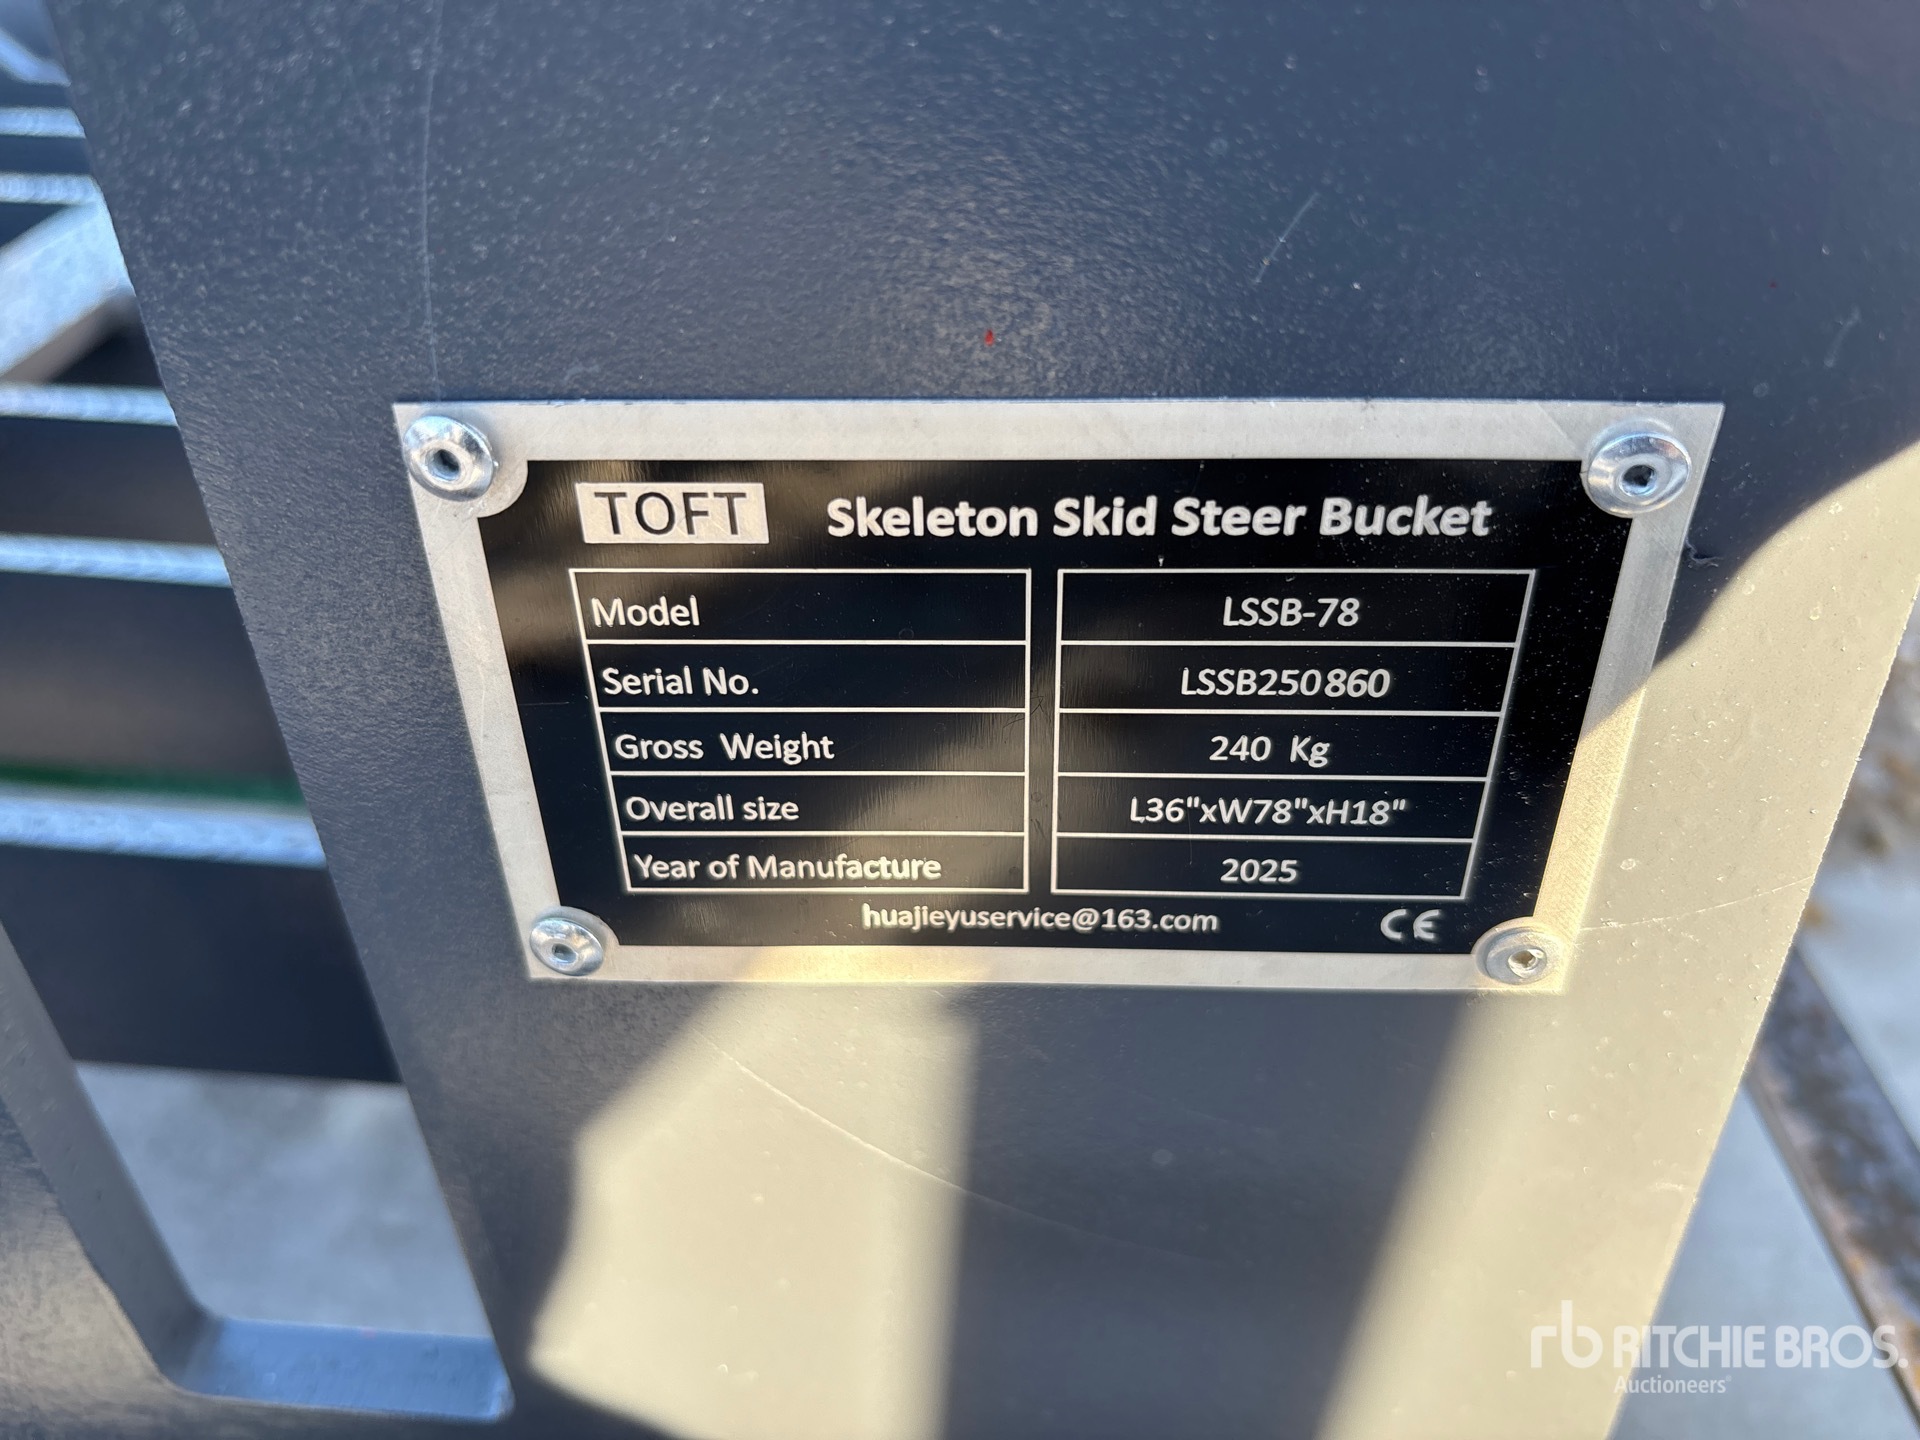 TOFT Skeleton Skid Steer Bucket
Model LSSB-78
Serial No. LSSB250860
Gross Weight 240 Kg
Overall size L36"xW78"xH18"
Year of Manufacture 2025
huajieyuservice@163.com CE
rb RITCHIE BROS.
Auctioneers